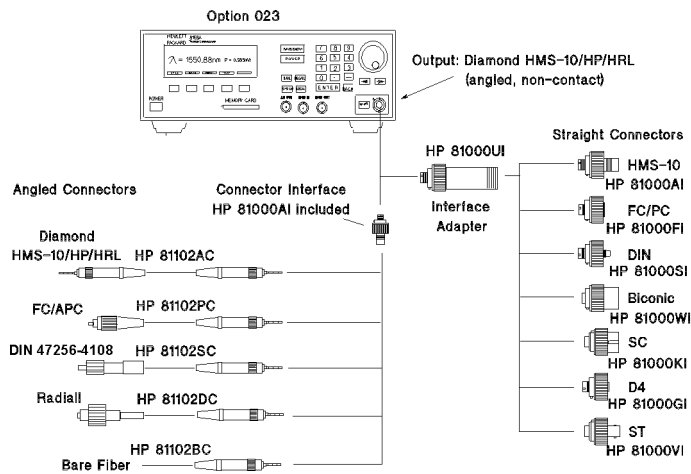 Option 023
HEWLETT
PACKARD
8168A
λ = 1550.88nm P = 0.385mW
MEMORY CARD
POWER
ENTER
Output: Diamond HMS-10/HP/HRL
(angled, non-contact)
Straight Connectors
HP 81000UI
Interface
Adapter
HMS-10
HP 81000AI
FC/PC
HP 81000FI
DIN
HP 81000SI
Biconic
HP 81000WI
SC
HP 81000KI
D4
HP 81000GI
ST
HP 81000VI
Angled Connectors
Connector Interface
HP 81000AI included
Diamond
HMS-10/HP/HRL HP 81102AC
FC/APC HP 81102PC
DIN 47256-4108 HP 81102SC
Radiall HP 81102DC
Bare Fiber HP 81102BC